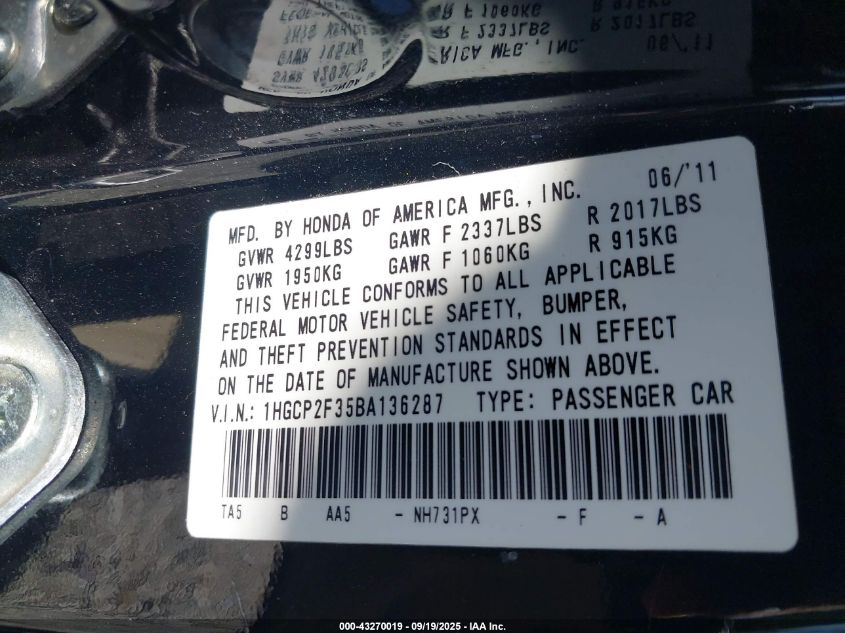 MFD. BY HONDA OF AMERICA MFG., INC. 06/'11
GVWR 4299LBS GAWR F 2337LBS R 2017LBS
GVWR 1950KG GAWR F 1060KG R 915KG
THIS VEHICLE CONFORMS TO ALL APPLICABLE
FEDERAL MOTOR VEHICLE SAFETY, BUMPER,
AND THEFT PREVENTION STANDARDS IN EFFECT
ON THE DATE OF MANUFACTURE SHOWN ABOVE.
V.I.N.: 1HGCP2F35BA136287 TYPE: PASSENGER CAR
TA5 B AA5 - NH731PX - F - A
000-43270019 - 09/19/2025 - IAA Inc.